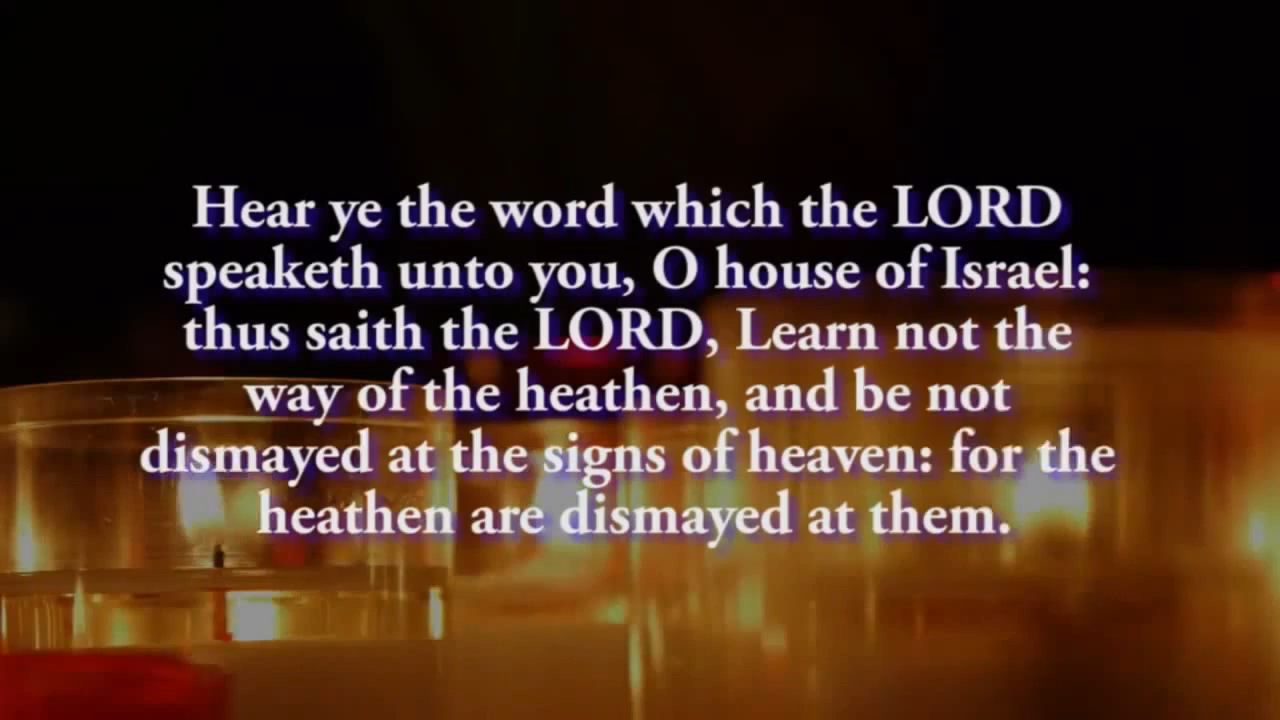 Hear ye the word which the LORD
speaketh unto you, O house of Israel:
thus saith the LORD, Learn not the
way of the heathen, and be not
dismayed at the signs of heaven: for the
heathen are dismayed at them.